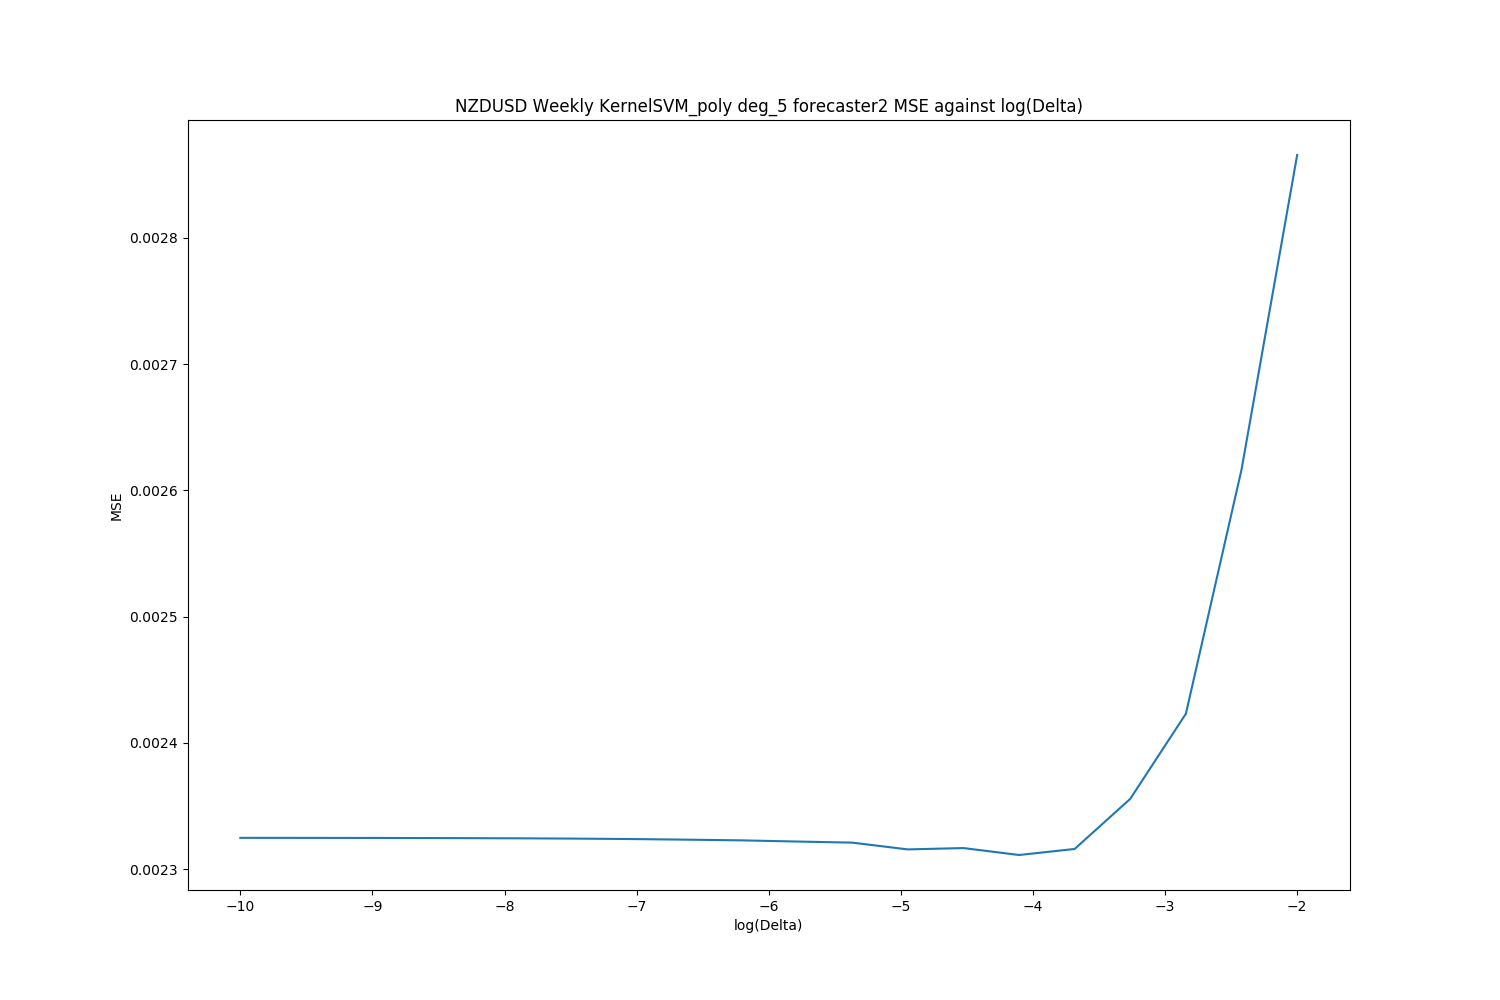 NZDUSD Weekly KernelSVM_poly deg_5 forecaster2 MSE against log(Delta)
0.0028
0.0027
0.0026
0.0025
0.0024
0.0023
MSE
−10 −9 −8 −7 −6 −5 −4 −3 −2
log(Delta)